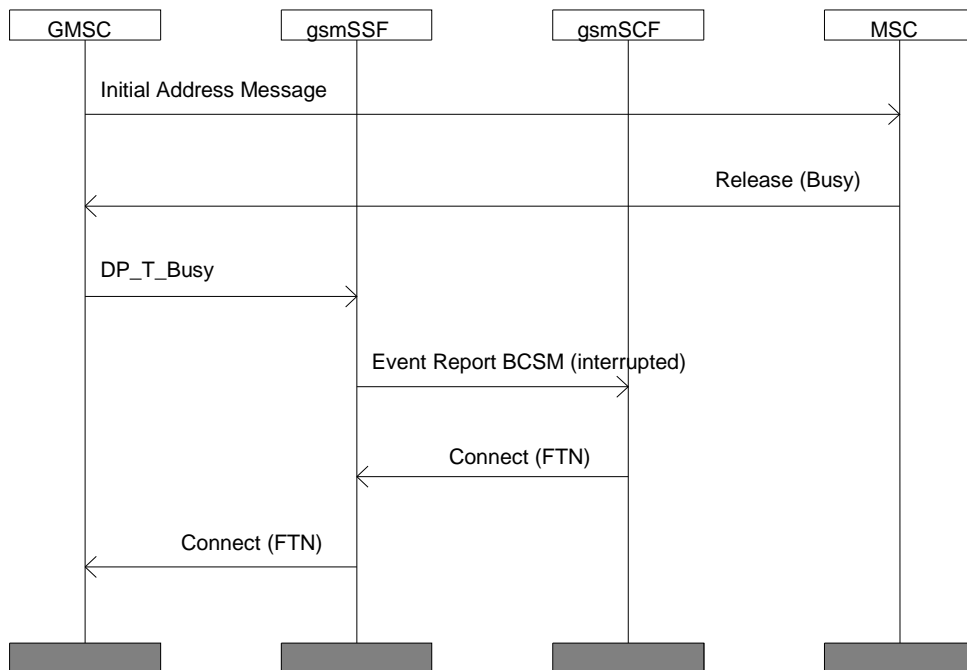 GMSC gsmSSF gsmSCF MSC
Initial Address Message
Release (Busy)
DP_T_Busy
Event Report BCSM (interrupted)
Connect (FTN)
Connect (FTN)